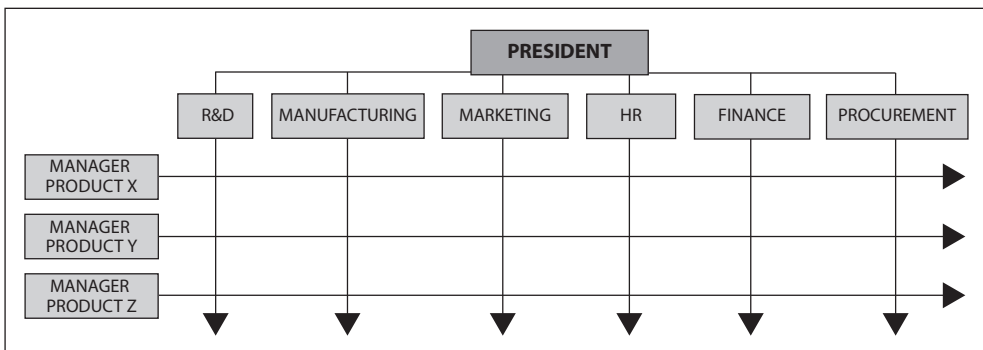 PRESIDENT
R&D MANUFACTURING MARKETING HR FINANCE PROCUREMENT
MANAGER
PRODUCT X
MANAGER
PRODUCT Y
MANAGER
PRODUCT Z